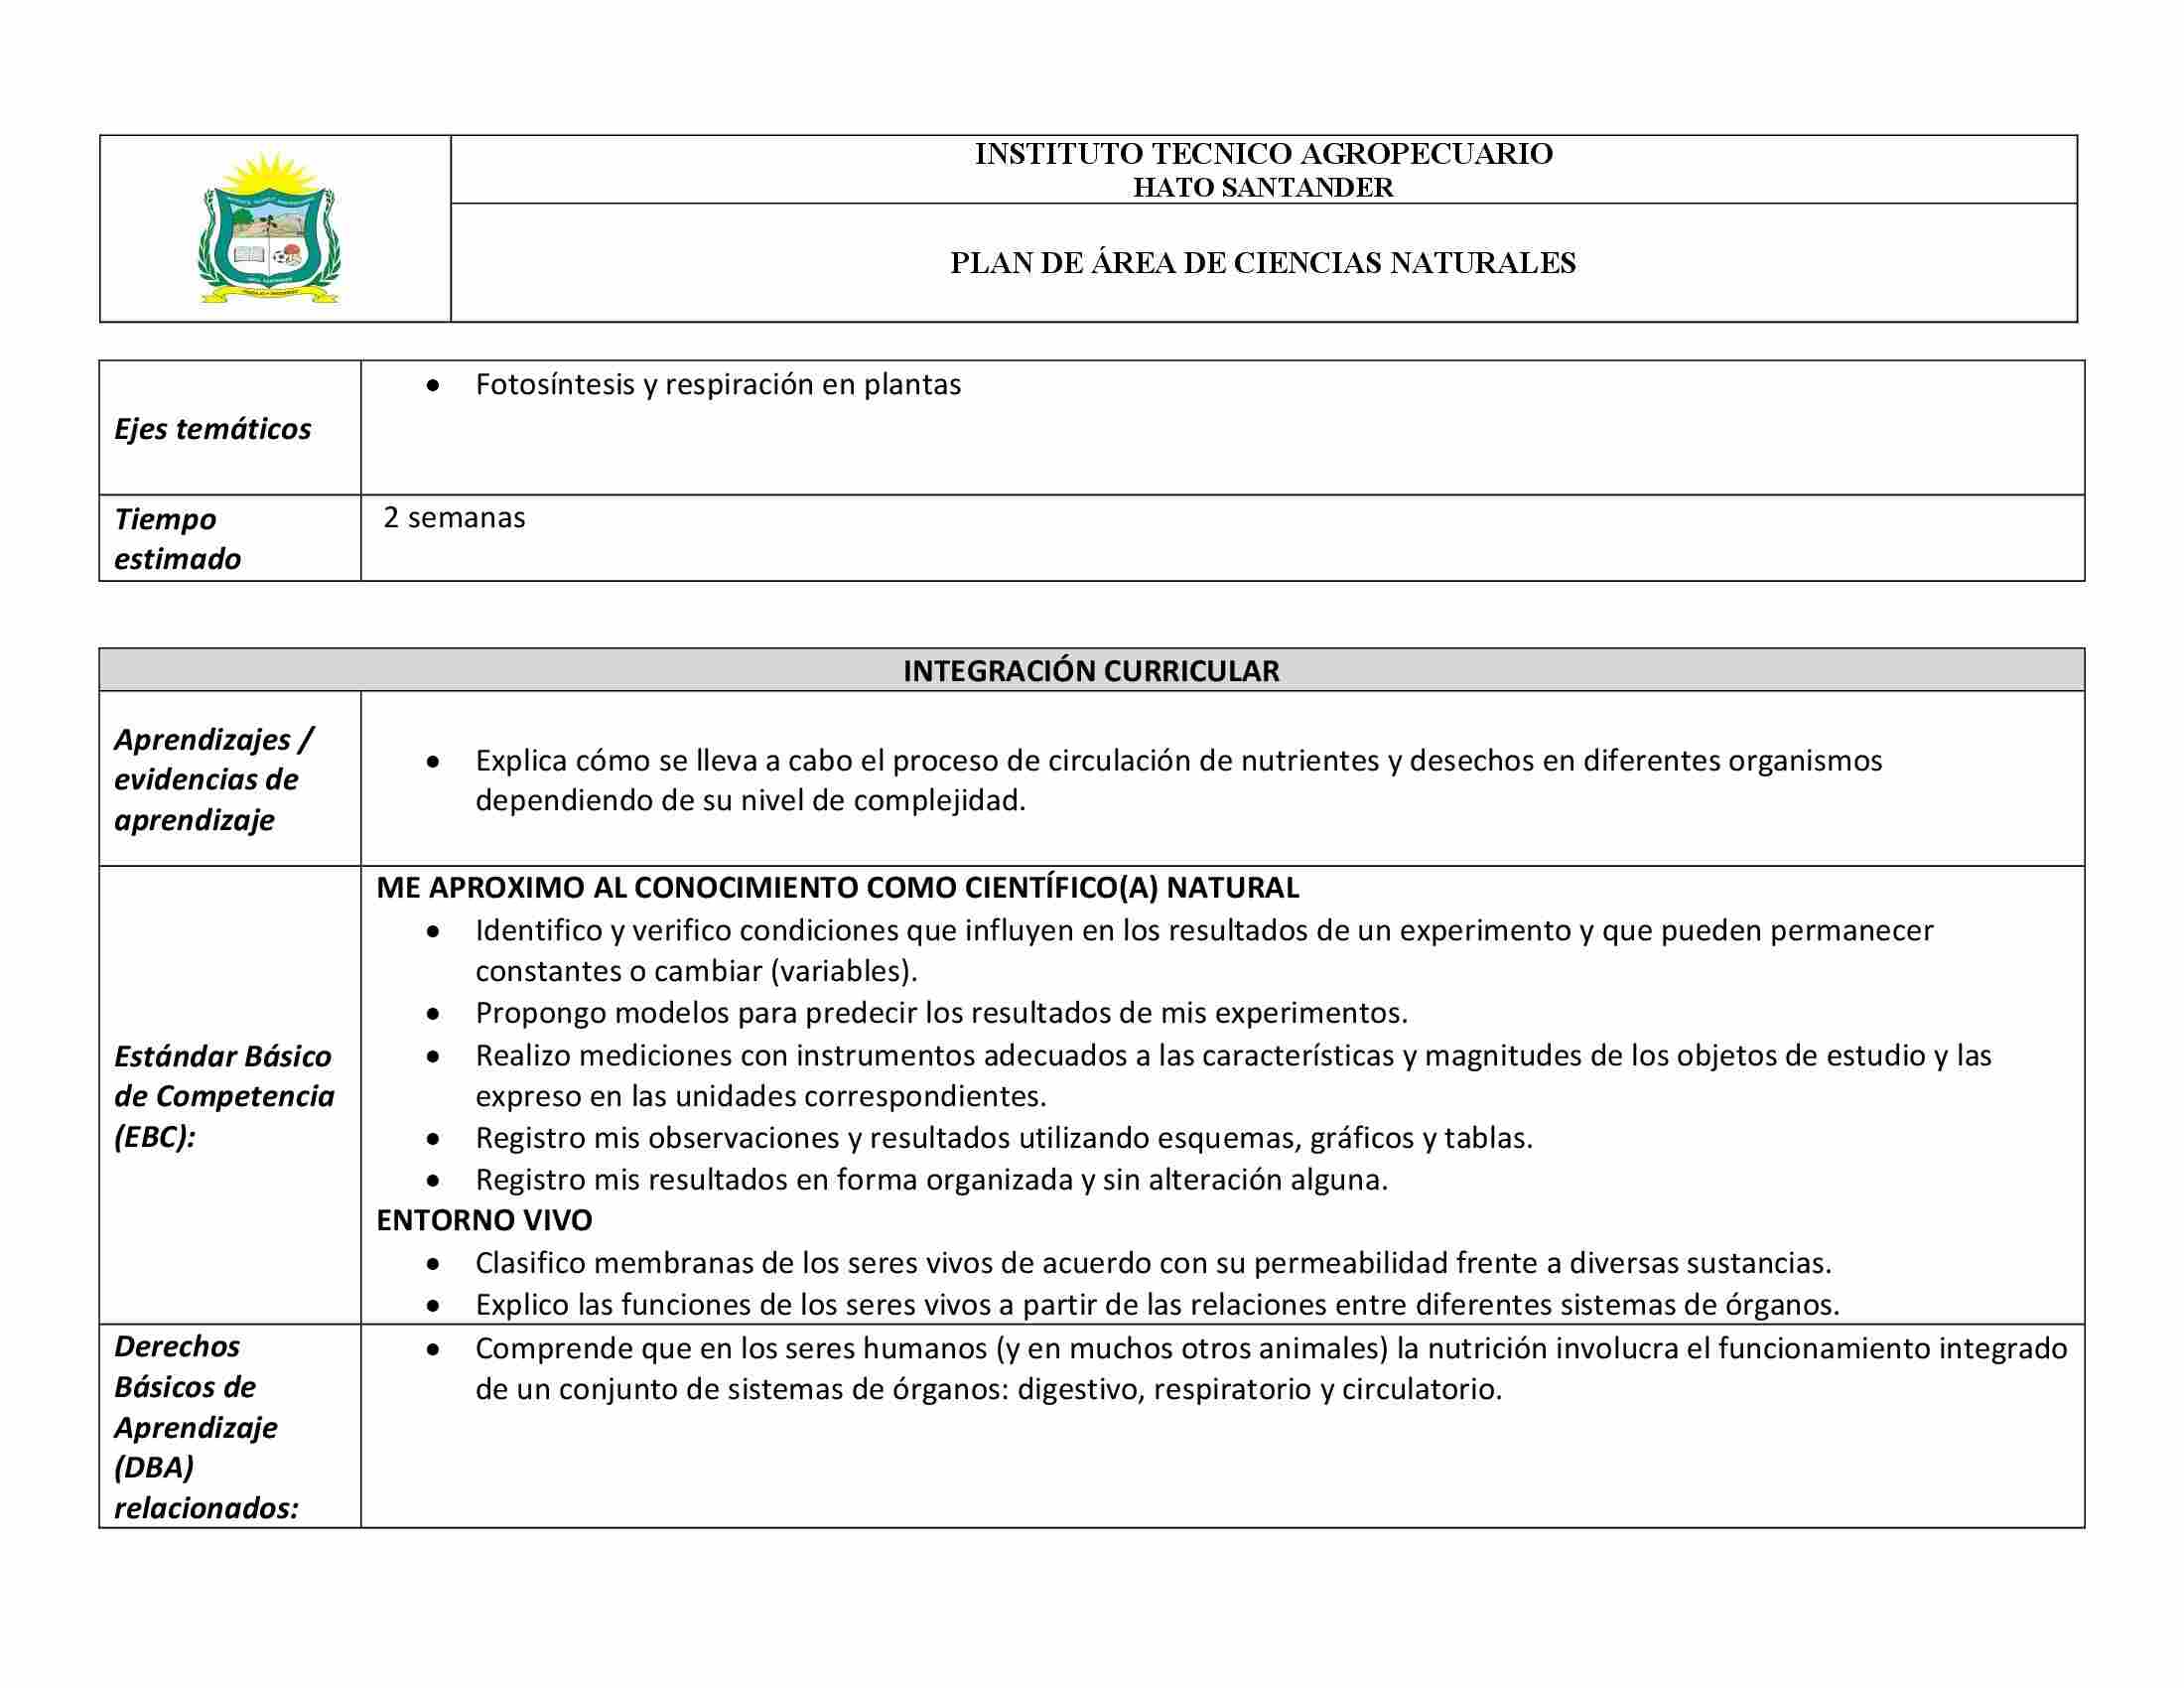 INSTITUTO TECNICO AGROPECUARIO
HATO SANTANDER
PLAN DE ÁREA DE CIENCIAS NATURALES
Ejes temáticos
• Fotosíntesis y respiración en plantas
Tiempo
estimado
2 semanas
INTEGRACIÓN CURRICULAR
Aprendizajes /
evidencias de
aprendizaje
• Explica cómo se lleva a cabo el proceso de circulación de nutrientes y desechos en diferentes organismos
dependiendo de su nivel de complejidad.
Estándar Básico
de Competencia
(EBC):
ME APROXIMO AL CONOCIMIENTO COMO CIENTÍFICO(A) NATURAL
• Identifico y verifico condiciones que influyen en los resultados de un experimento y que pueden permanecer
constantes o cambiar (variables).
• Propongo modelos para predecir los resultados de mis experimentos.
• Realizo mediciones con instrumentos adecuados a las características y magnitudes de los objetos de estudio y las
expreso en las unidades correspondientes.
• Registro mis observaciones y resultados utilizando esquemas, gráficos y tablas.
• Registro mis resultados en forma organizada y sin alteración alguna.
ENTORNO VIVO
• Clasifico membranas de los seres vivos de acuerdo con su permeabilidad frente a diversas sustancias.
• Explico las funciones de los seres vivos a partir de las relaciones entre diferentes sistemas de órganos.
Derechos
Básicos de
Aprendizaje
(DBA)
relacionados:
• Comprende que en los seres humanos (y en muchos otros animales) la nutrición involucra el funcionamiento integrado
de un conjunto de sistemas de órganos: digestivo, respiratorio y circulatorio.